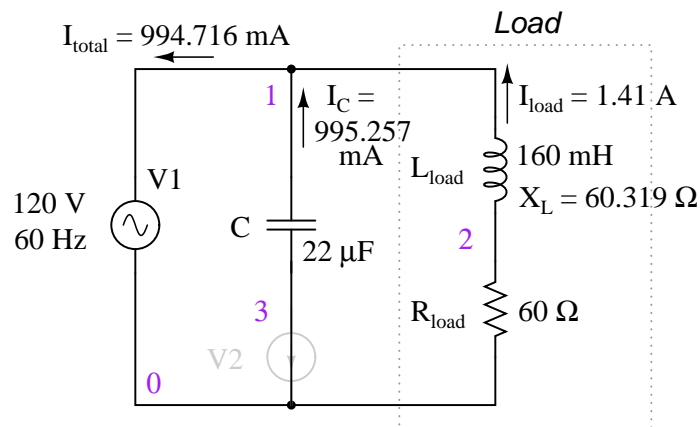 Load
I_total = 994.716 mA
1
I_C =
995.257
mA
I_load = 1.41 A
V1
120 V
60 Hz
C
22 μF
L_load
160 mH
X_L = 60.319 Ω
2
3
V2
R_load
60 Ω
0